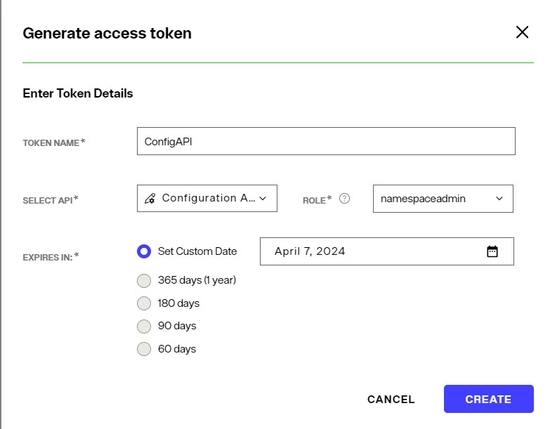 Generate access token
Enter Token Details
TOKEN NAME* ConfigAPI
SELECT API* Configuration A... ROLE* ? namespaceadmin
EXPIRES IN:* Set Custom Date April 7, 2024
365 days (1 year)
180 days
90 days
60 days
CANCEL CREATE